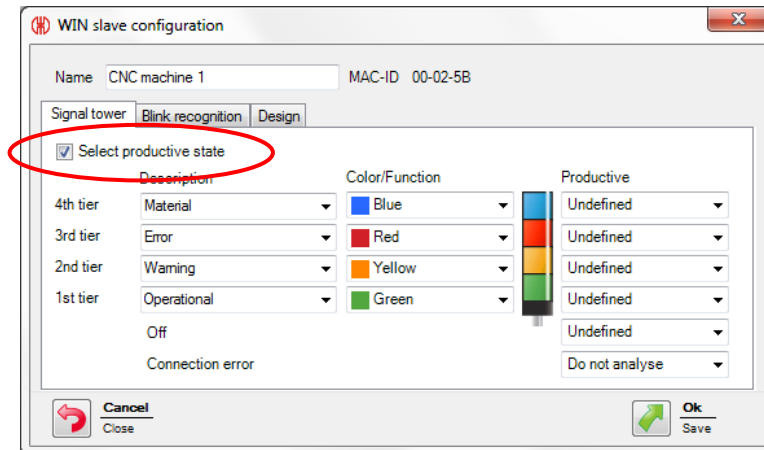 WIN slave configuration
Name CNC machine 1 MAC-ID 00-02-5B
Signal tower Blink recognition Design
Select productive state
Description Color/Function Productive
4th tier Material Blue Undefined
3rd tier Error Red Undefined
2nd tier Warning Yellow Undefined
1st tier Operational Green Undefined
Off Undefined
Connection error Do not analyse
Cancel Ok
Close Save